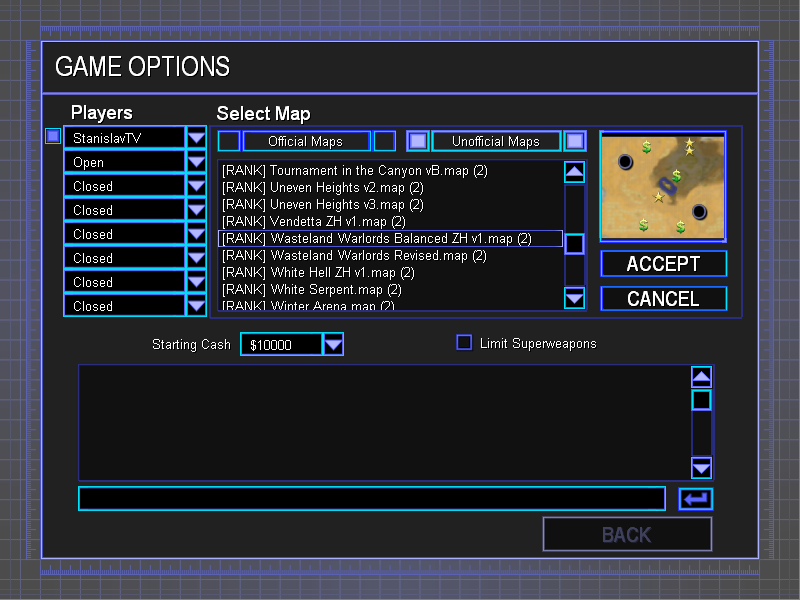 GAME OPTIONS
Players
Select Map
StanislavTV
Open
Closed
Closed
Closed
Closed
Closed
Closed
Official Maps
Unofficial Maps
[RANK] Tournament in the Canyon vB.map (2)
[RANK] Uneven Heights v2.map (2)
[RANK] Uneven Heights v3.map (2)
[RANK] Vendetta ZH v1.map (2)
[RANK] Wasteland Warlords Balanced ZH v1.map (2)
[RANK] Wasteland Warlords Revised.map (2)
[RANK] White Hell ZH v1.map (2)
[RANK] White Serpent.map (2)
[RANK] Winter Arena.map (2)
$
$
$
$
ACCEPT
CANCEL
Starting Cash
$10000
Limit Superweapons
BACK